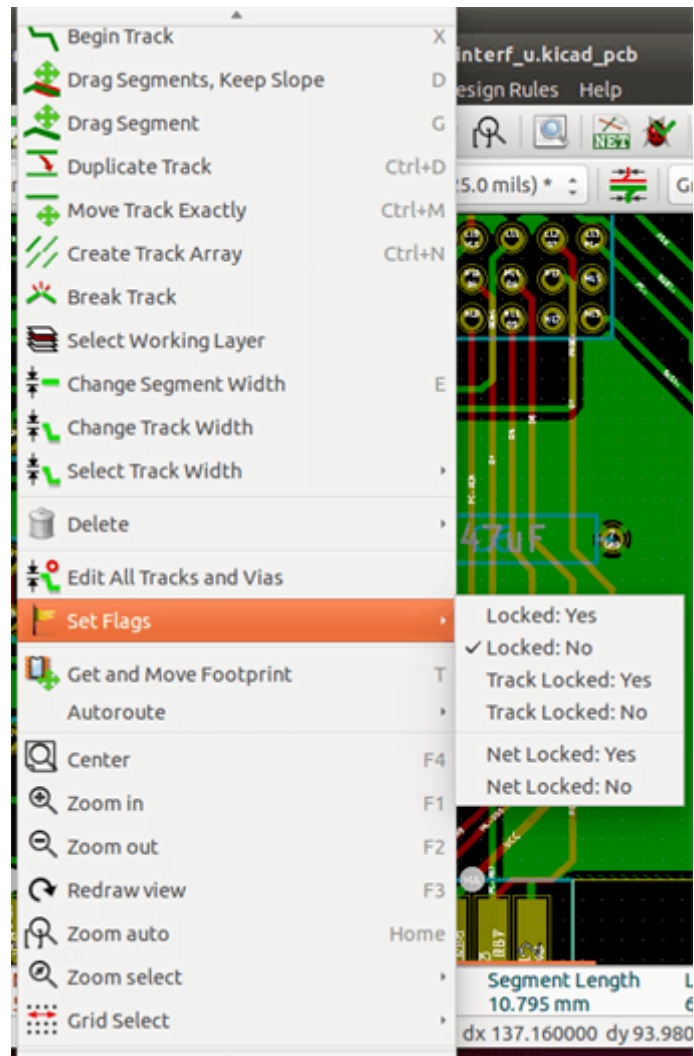 Begin Track X
interf_u.kicad_pcb
Drag Segments, Keep Slope D
esign Rules Help
Drag Segment G
NET
Duplicate Track Ctrl+D
25.0 mils) *
Move Track Exactly Ctrl+M
Create Track Array Ctrl+N
Break Track
Select Working Layer
Change Segment Width E
Change Track Width
Select Track Width
Delete
47uF
Edit All Tracks and Vias
Set Flags
Locked: Yes
✓ Locked: No
Track Locked: Yes
Track Locked: No
Net Locked: Yes
Net Locked: No
Get and Move Footprint T
Autoroute
Center F4
Zoom in F1
Zoom out F2
VCC
Redraw view F3
Zoom auto Home
RB7
Zoom select
Segment Length
10.795 mm
Grid Select
dx 137.160000 dy 93.980